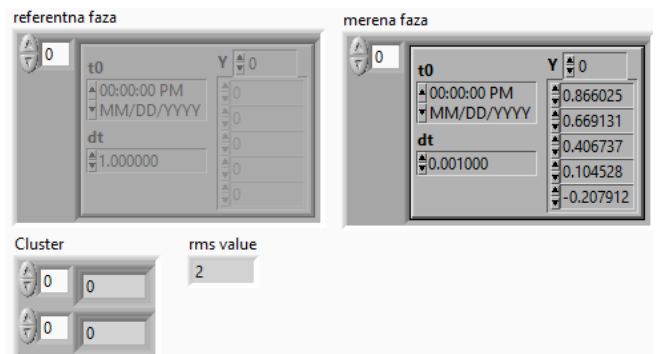 referentna faza
0
t0
00:00:00 PM
MM/DD/YYYY
dt
1.000000
Y 0
0
0
0
0
0
merena faza
0
t0
00:00:00 PM
MM/DD/YYYY
dt
0.001000
Y 0
0.866025
0.669131
0.406737
0.104528
-0.207912
Cluster
0 0
0 0
rms value
2